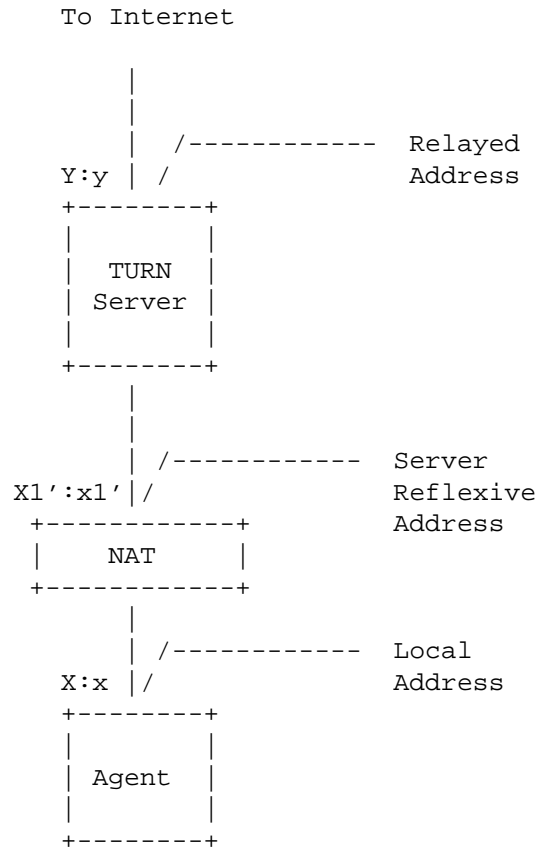 To Internet
Relayed
Y:y Address
TURN
Server
Server
X1':x1' Reflexive
Address
NAT
Local
X:x Address
Agent